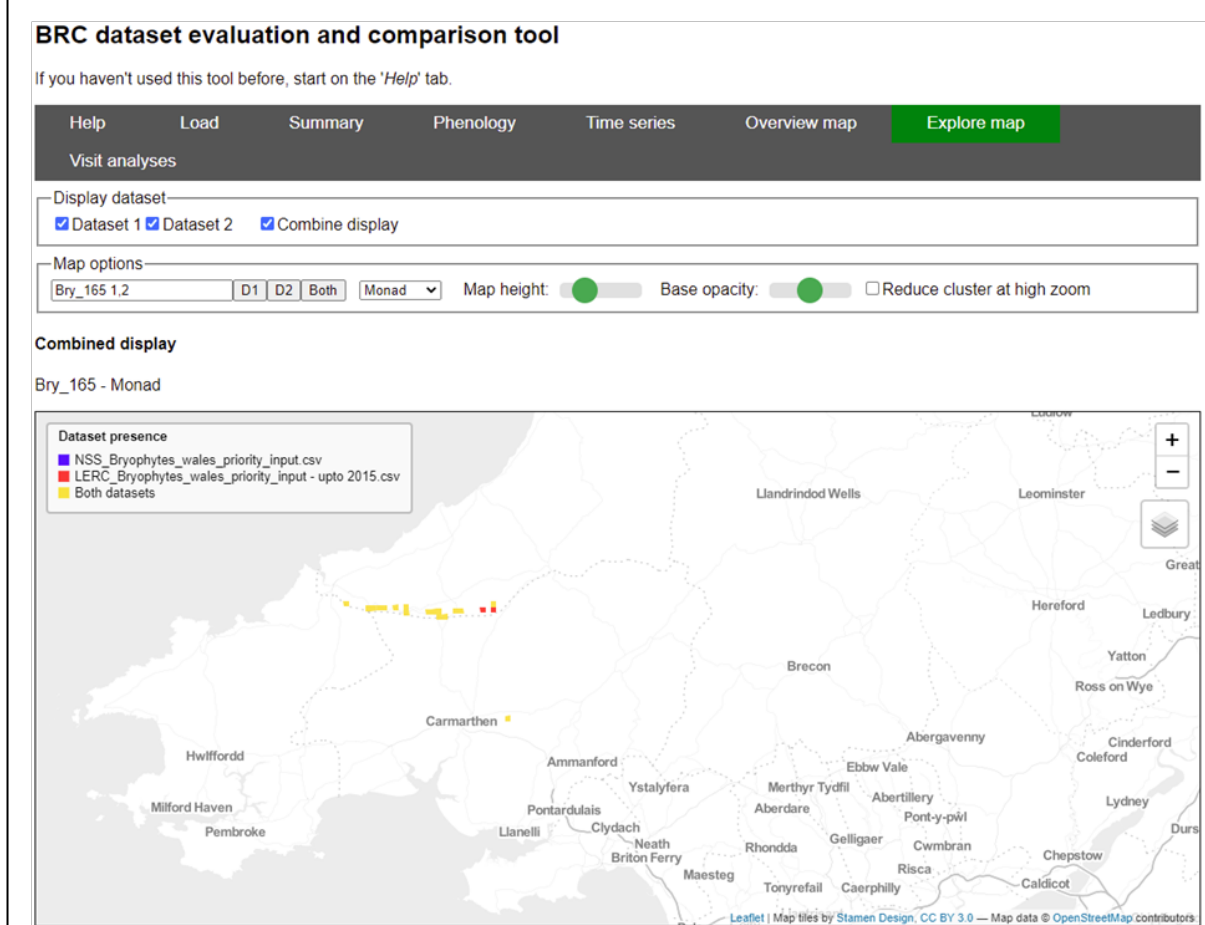 BRC dataset evaluation and comparison tool
If you haven't used this tool before, start on the 'Help' tab.
Help Load Summary Phenology Time series Overview map Explore map
Visit analyses
Display dataset
Dataset 1 Dataset 2 Combine display
Map options
Bry_165 1,2 D1 D2 Both Monad Map height: Base opacity: Reduce cluster at high zoom
Combined display
Bry_165 - Monad
Ludlow
Dataset presence
NSS_Bryophytes_wales_priority_input.csv
LERC_Bryophytes_wales_priority_input - upto 2015.csv
Both datasets
+
−
Llandrindod Wells
Leominster
Great
Hereford
Ledbury
Yatton
Brecon
Ross on Wye
Carmarthen
Abergavenny
Cinderford
Coleford
Hwlffordd
Ammanford
Ebbw Vale
Ystalyfera
Merthyr Tydfil
Abertillery
Lydney
Milford Haven
Pontardulais
Aberdare
Pont-y-pŵl
Pembroke
Llanelli
Clydach
Durs
Neath
Rhondda
Gelligaer
Cwmbran
Briton Ferry
Chepstow
Maesteg
Risca
Tonyrefail
Caerphilly
Caldicot
Leaflet | Map tiles by Stamen Design, CC BY 3.0 — Map data © OpenStreetMap contributors